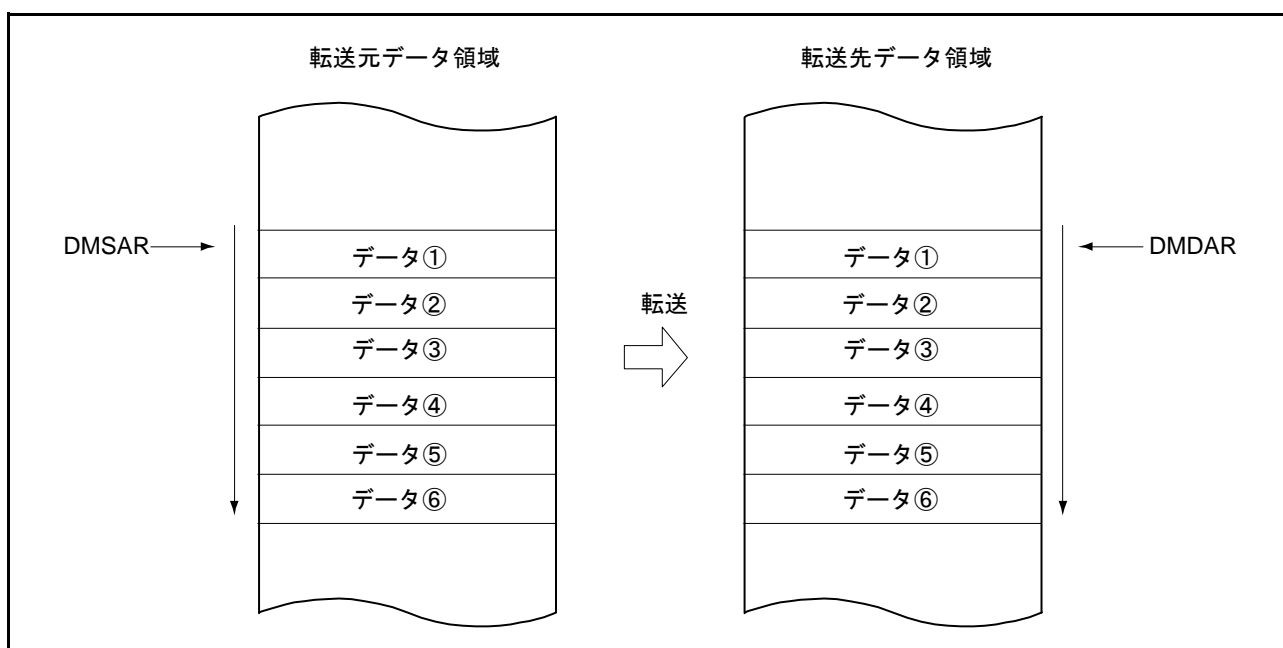 転送元データ領域
転送先データ領域
DMSAR
DMDAR
データ①
データ②
データ③
データ④
データ⑤
データ⑥
転送
データ①
データ②
データ③
データ④
データ⑤
データ⑥